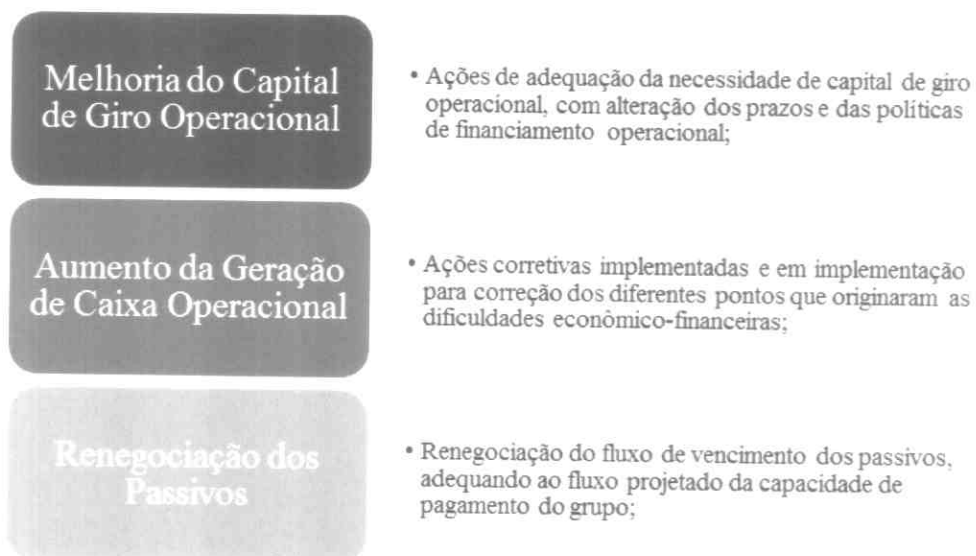 Melhoria do Capital
de Giro Operacional
• Ações de adequação da necessidade de capital de giro
operacional, com alteração dos prazos e das políticas
de financiamento operacional;
Aumento da Geração
de Caixa Operacional
• Ações corretivas implementadas e em implementação
para correção dos diferentes pontos que originaram as
dificuldades econômico-financeiras;
Renegociação dos
Passivos
• Renegociação do fluxo de vencimento dos passivos,
adequando ao fluxo projetado da capacidade de
pagamento do grupo;